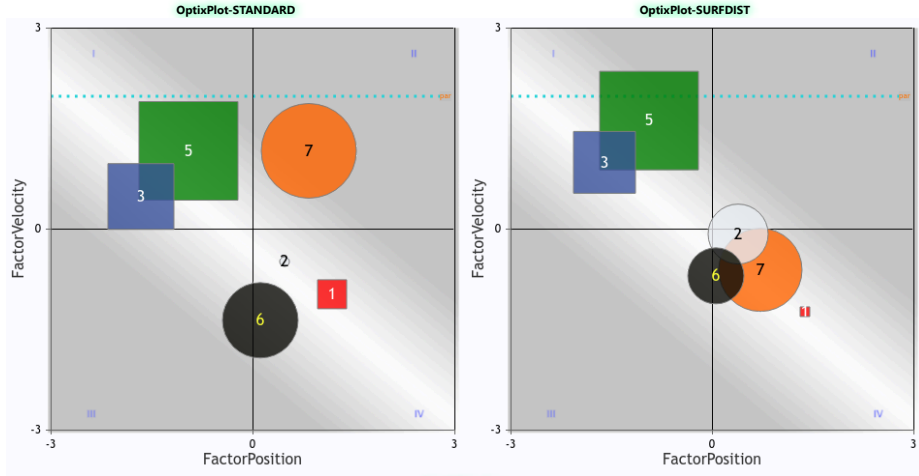 OptixPlot-STANDARD
OptixPlot-SURFDIST
3
I
II
5
7
3
FactorVelocity
0
2
1
6
III
IV
-3
-3
0
3
FactorPosition
3
I
II
5
3
FactorVelocity
0
2
6
7
1
III
IV
-3
-3
0
3
FactorPosition